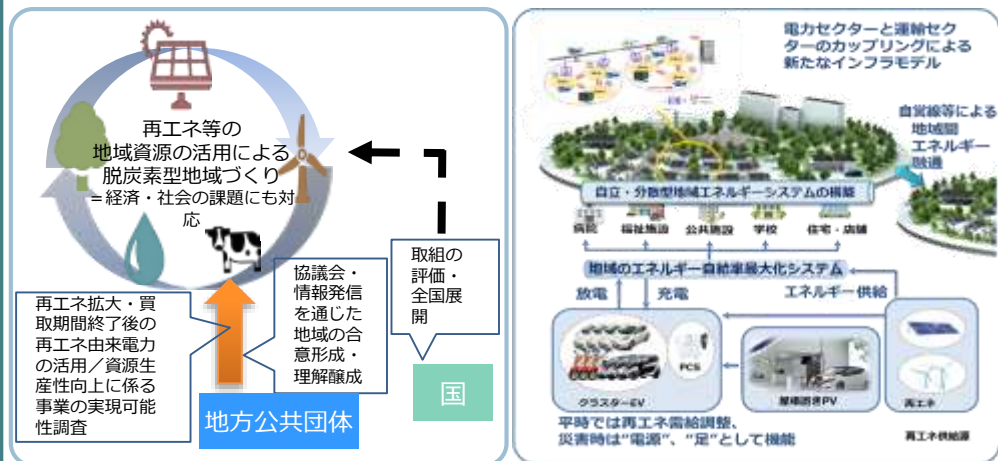 再エネ等の
地域資源の活用による
脱炭素型地域づくり
=経済・社会の課題にも対
応
再エネ拡大・買
取期間終了後の
再エネ由来電力
の活用／資源生
産性向上に係る
事業の実現可能
性調査
協議会・
情報発信
を通じた
地域の合
意形成・
理解醸成
取組の
評価・
全国展
開
地方公共団体
国
電力セクターと運輸セク
ターのカップリングによる
新たなインフラモデル
自営線等による
地域間
エネルギー
融通
自立・分散型地域エネルギーシステムの構築
病院 福祉施設 公共施設 学校 住宅・店舗
地域のエネルギー自給率最大化システム
放電 充電 エネルギー供給
PCS
クラスターEV
屋根置きPV
再エネ
平時では再エネ需給調整、
災害時は"電源"、"足"として機能
再エネ供給源